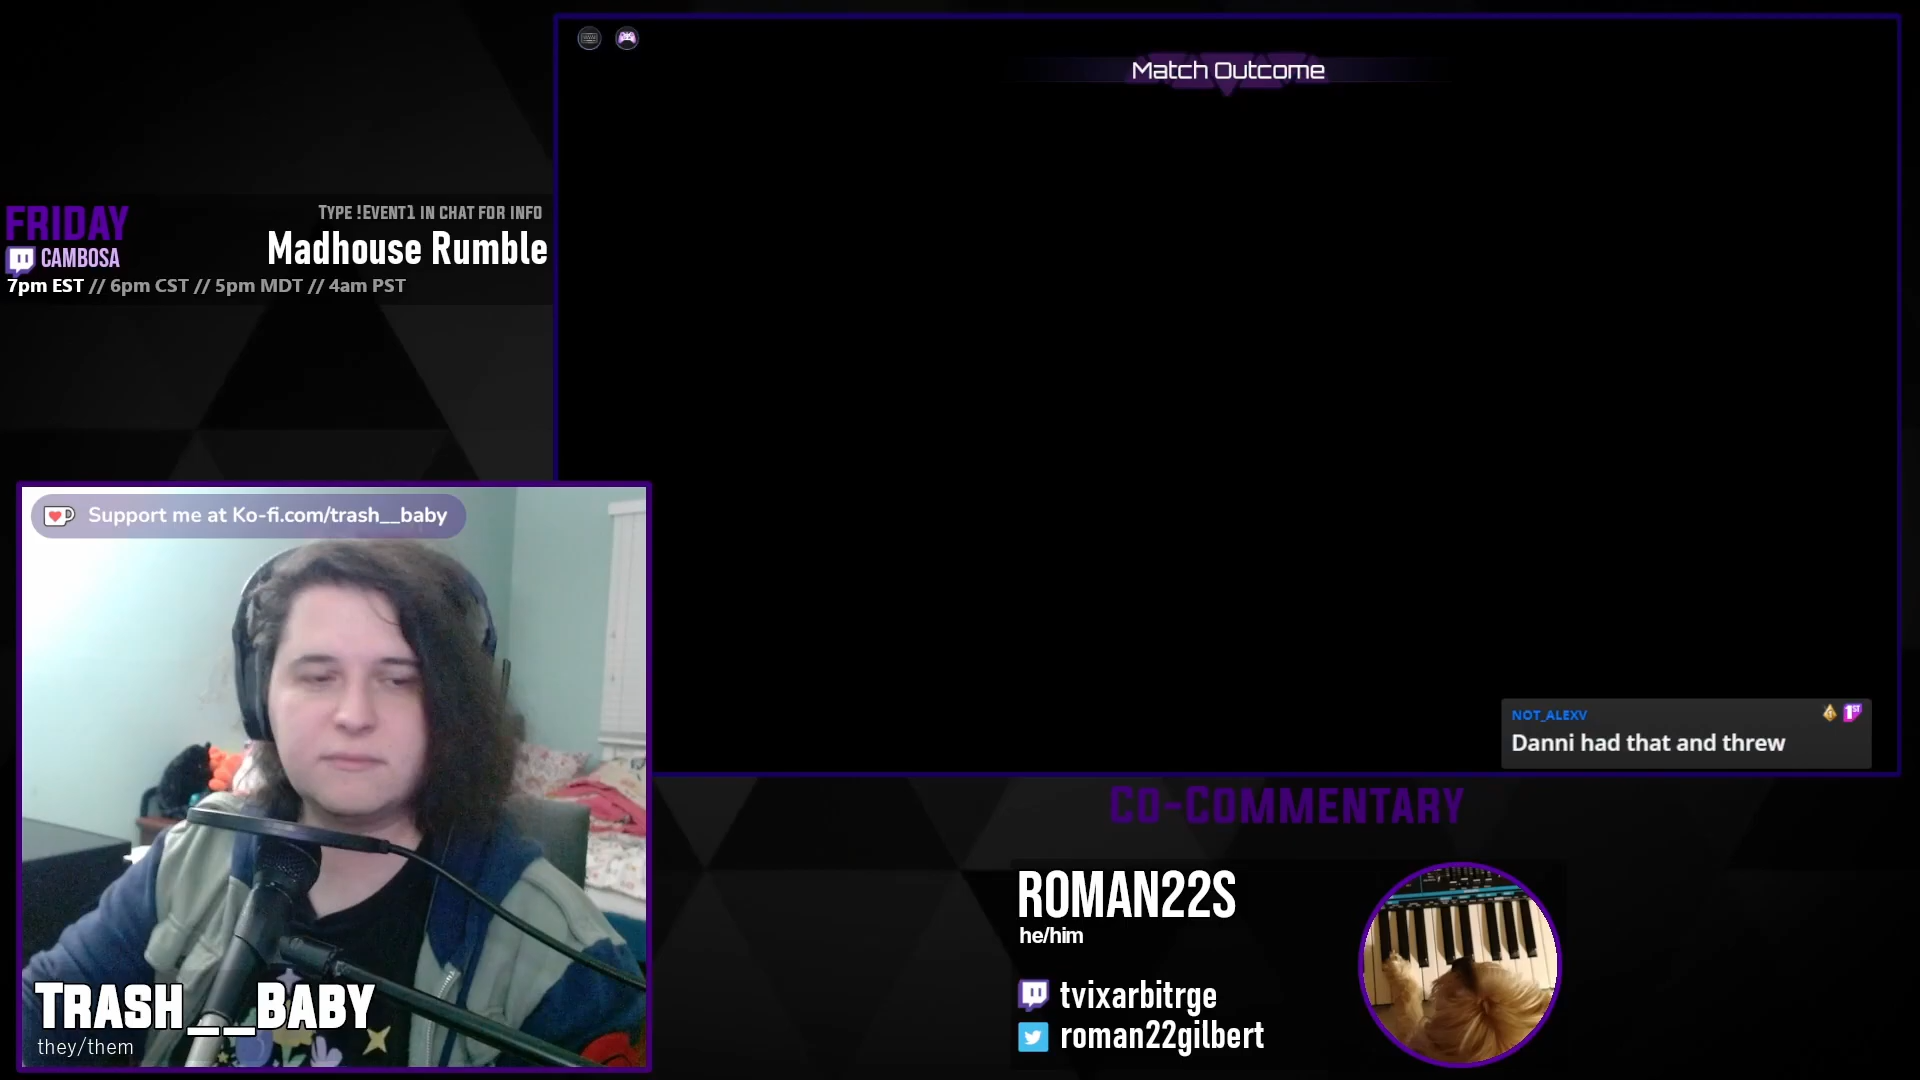 Match Outcome
FRIDAY
CAMBOSA
TYPE !EVENT1 IN CHAT FOR INFO
Madhouse Rumble
7pm EST // 6pm CST // 5pm MDT // 4am PST
Support me at Ko-fi.com/trash__baby
NOT_ALEXV
1ST
Danni had that and threw
CO-COMMENTARY
ROMAN22S
he/him
tvixarbitrge
roman22gilbert
TRASH__BABY
they/them